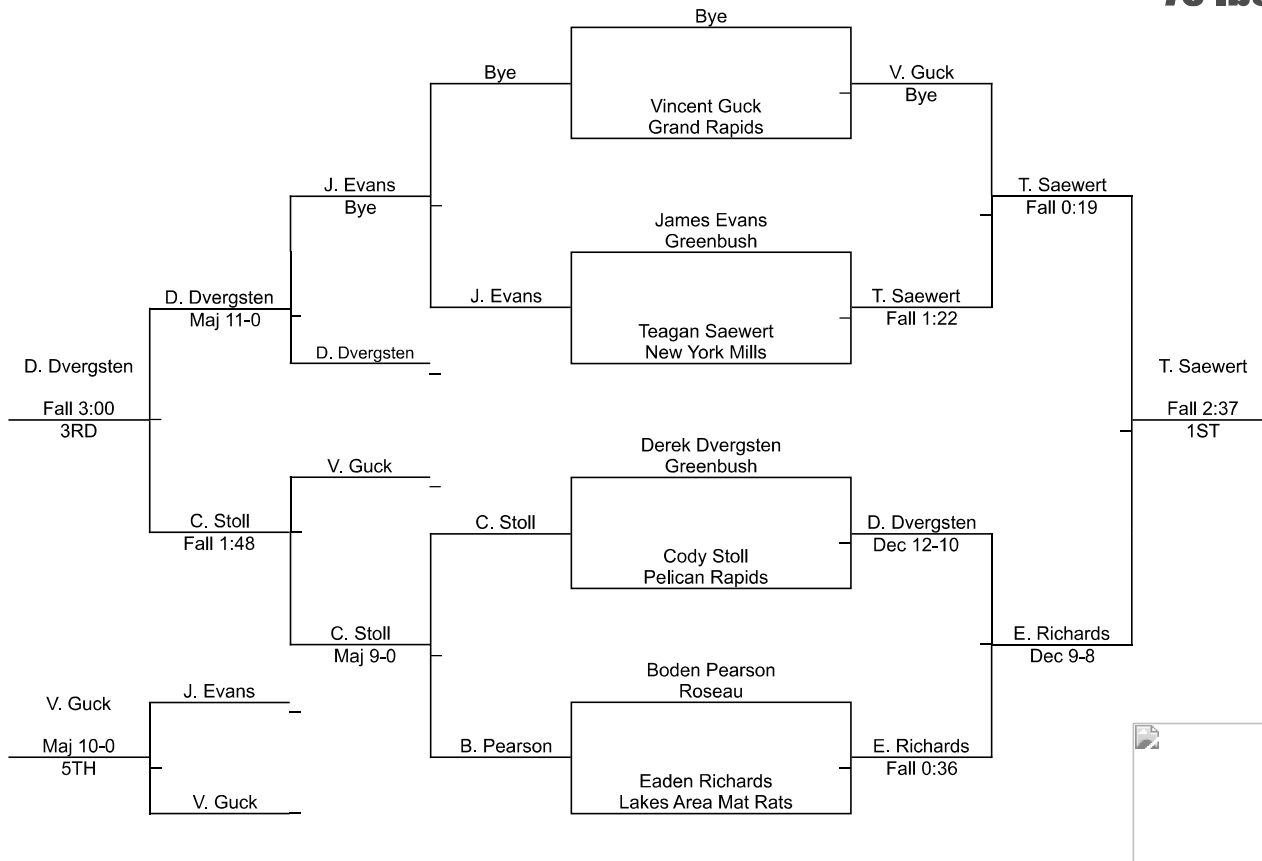 Bye
Bye
V. Guck
Bye
Vincent Guck
Grand Rapids
J. Evans
Bye
T. Saewert
Fall 0:19
James Evans
Greenbush
D. Dvergsten
Maj 11-0
J. Evans
T. Saewert
Fall 1:22
Teagan Saewert
New York Mills
D. Dvergsten
D. Dvergsten
Fall 3:00
3RD
T. Saewert
Fall 2:37
1ST
Derek Dvergsten
Greenbush
V. Guck
C. Stoll
Fall 1:48
C. Stoll
D. Dvergsten
Dec 12-10
Cody Stoll
Pelican Rapids
C. Stoll
Maj 9-0
E. Richards
Dec 9-8
Boden Pearson
Roseau
V. Guck
Maj 10-0
5TH
J. Evans
B. Pearson
E. Richards
Fall 0:36
Eaden Richards
Lakes Area Mat Rats
V. Guck